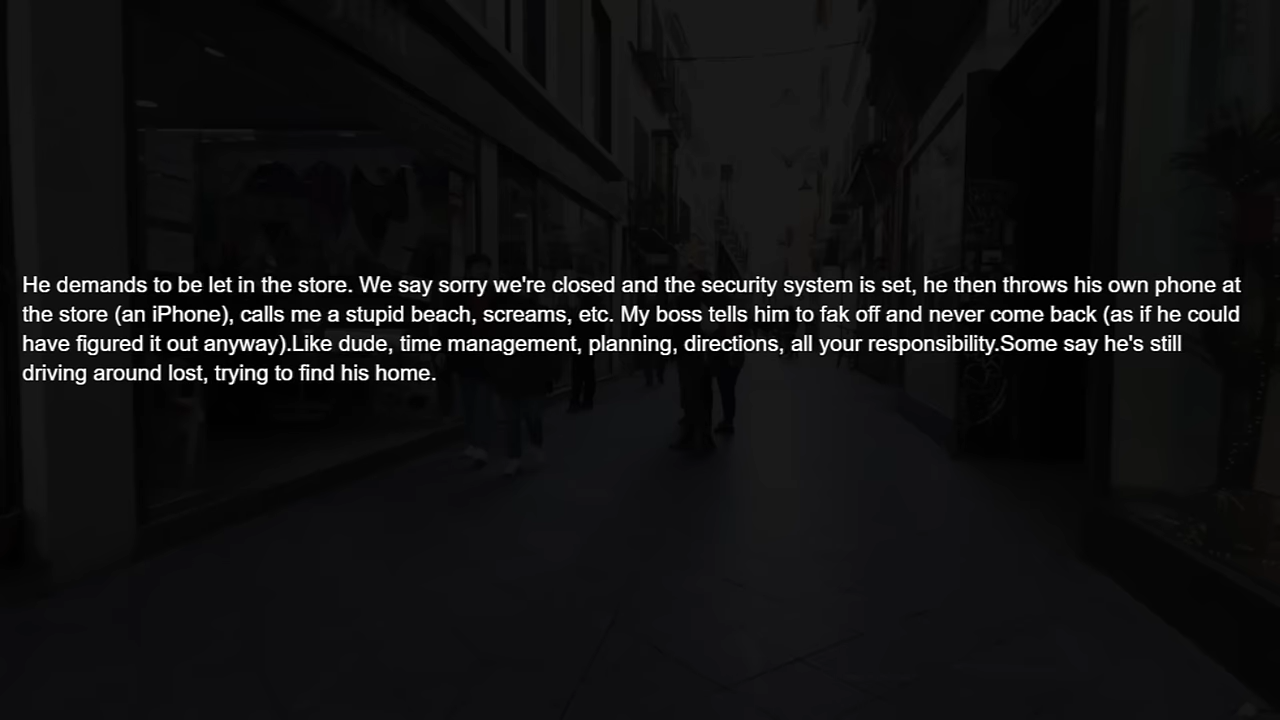 He demands to be let in the store. We say sorry we're closed and the security system is set, he then throws his own phone at
the store (an iPhone), calls me a stupid beach, screams, etc. My boss tells him to fak off and never come back (as if he could
have figured it out anyway).Like dude, time management, planning, directions, all your responsibility.Some say he's still
driving around lost, trying to find his home.